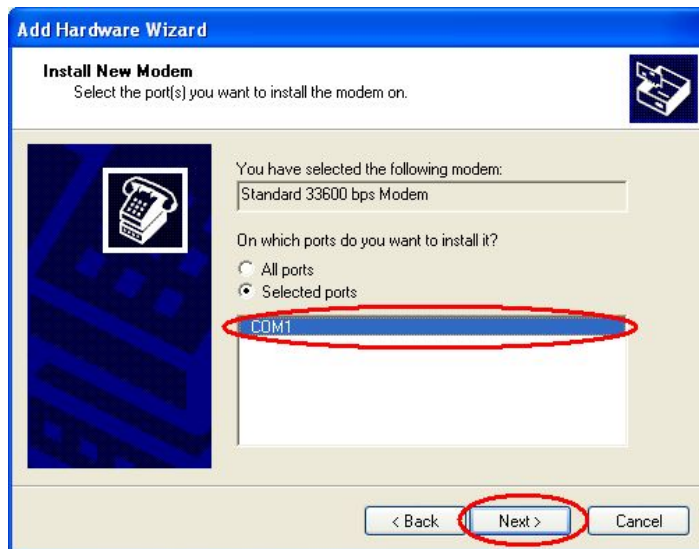 Add Hardware Wizard
Install New Modem
Select the port(s) you want to install the modem on.
You have selected the following modem:
Standard 33600 bps Modem
On which ports do you want to install it?
All ports
Selected ports
COM1
< Back Next > Cancel